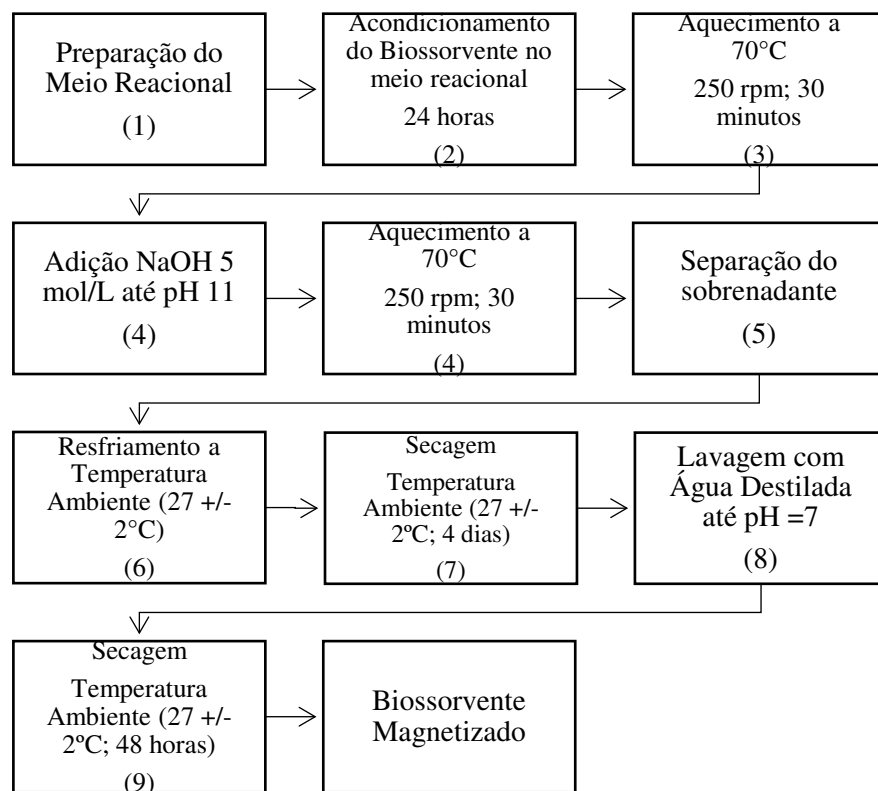 Preparação do
Meio Reacional
(1)
Acondicionamento
do Biossorvente no
meio reacional
24 horas
(2)
Aquecimento a
70°C
250 rpm; 30
minutos
(3)
Adição NaOH 5
mol/L até pH 11
(4)
Aquecimento a
70°C
250 rpm; 30
minutos
(4)
Separação do
sobrenadante
(5)
Resfriamento a
Temperatura
Ambiente (27 +/-
2°C)
(6)
Secagem
Temperatura
Ambiente (27 +/-
2ºC; 4 dias)
(7)
Lavagem com
Água Destilada
até pH =7
(8)
Secagem
Temperatura
Ambiente (27 +/-
2ºC; 48 horas)
(9)
Biossorvente
Magnetizado